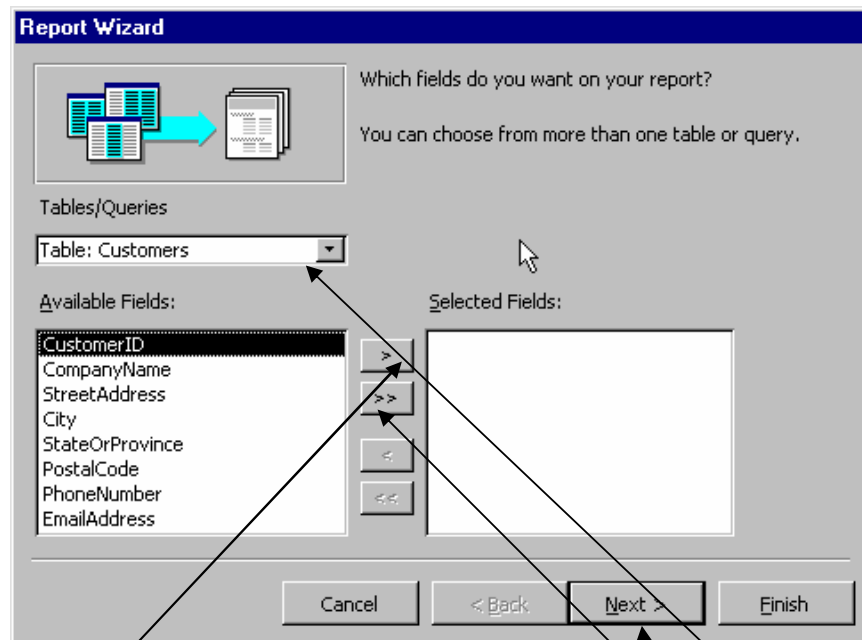 Report Wizard
Which fields do you want on your report?
You can choose from more than one table or query.
Tables/Queries
Table: Customers
Available Fields:
Selected Fields:
CustomerID
CompanyName
StreetAddress
City
StateOrProvince
PostalCode
PhoneNumber
EmailAddress
>
>>
<
<<
Cancel
< Back
Next >
Finish